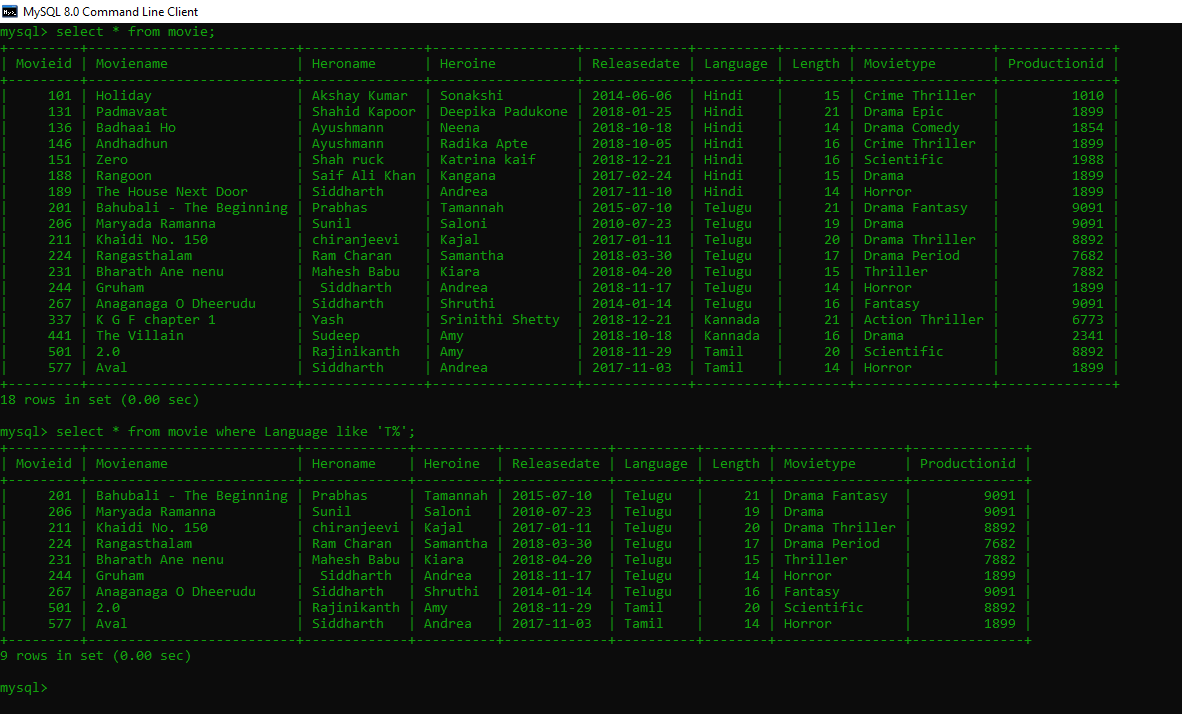 MySQL 8.0 Command Line Client
mysql> select * from movie;
+---------+--------------------------+---------------+------------------+-------------+----------+--------+-----------------+--------------+
| Movieid | Moviename                | Heroname      | Heroine          | Releasedate | Language | Length | Movietype       | Productionid |
+---------+--------------------------+---------------+------------------+-------------+----------+--------+-----------------+--------------+
|     101 | Holiday                  | Akshay Kumar  | Sonakshi         | 2014-06-06  | Hindi    |     15 | Crime Thriller  |         1010 |
|     131 | Padmavaat                | Shahid Kapoor | Deepika Padukone | 2018-01-25  | Hindi    |     21 | Drama Epic      |         1899 |
|     136 | Badhaai Ho               | Ayushmann     | Neena            | 2018-10-18  | Hindi    |     14 | Drama Comedy    |         1854 |
|     146 | Andhadhun                | Ayushmann     | Radika Apte      | 2018-10-05  | Hindi    |     16 | Crime Thriller  |         1899 |
|     151 | Zero                     | Shah ruck     | Katrina kaif     | 2018-12-21  | Hindi    |     16 | Scientific      |         1988 |
|     188 | Rangoon                  | Saif Ali Khan | Kangana          | 2017-02-24  | Hindi    |     15 | Drama           |         1899 |
|     189 | The House Next Door      | Siddharth     | Andrea           | 2017-11-10  | Hindi    |     14 | Horror          |         1899 |
|     201 | Bahubali - The Beginning | Prabhas       | Tamannah         | 2015-07-10  | Telugu   |     21 | Drama Fantasy   |         9091 |
|     206 | Maryada Ramanna          | Sunil         | Saloni           | 2010-07-23  | Telugu   |     19 | Drama           |         9091 |
|     211 | Khaidi No. 150           | chiranjeevi   | Kajal            | 2017-01-11  | Telugu   |     20 | Drama Thriller  |         8892 |
|     224 | Rangasthalam             | Ram Charan    | Samantha         | 2018-03-30  | Telugu   |     17 | Drama Period    |         7682 |
|     231 | Bharath Ane nenu         | Mahesh Babu   | Kiara            | 2018-04-20  | Telugu   |     15 | Thriller        |         7882 |
|     244 | Gruham                   |  Siddharth    | Andrea           | 2018-11-17  | Telugu   |     14 | Horror          |         1899 |
|     267 | Anaganaga O Dheerudu     | Siddharth     | Shruthi          | 2014-01-14  | Telugu   |     16 | Fantasy         |         9091 |
|     337 | K G F chapter 1          | Yash          | Srinithi Shetty  | 2018-12-21  | Kannada  |     21 | Action Thriller |         6773 |
|     441 | The Villain              | Sudeep        | Amy              | 2018-10-18  | Kannada  |     16 | Drama           |         2341 |
|     501 | 2.0                      | Rajinikanth   | Amy              | 2018-11-29  | Tamil    |     20 | Scientific      |         8892 |
|     577 | Aval                     | Siddharth     | Andrea           | 2017-11-03  | Tamil    |     14 | Horror          |         1899 |
+---------+--------------------------+---------------+------------------+-------------+----------+--------+-----------------+--------------+
18 rows in set (0.00 sec)
mysql> select * from movie where Language like 'T%';
+---------+--------------------------+-------------+----------+-------------+----------+--------+----------------+--------------+
| Movieid | Moviename                | Heroname    | Heroine  | Releasedate | Language | Length | Movietype      | Productionid |
+---------+--------------------------+-------------+----------+-------------+----------+--------+----------------+--------------+
|     201 | Bahubali - The Beginning | Prabhas     | Tamannah | 2015-07-10  | Telugu   |     21 | Drama Fantasy  |         9091 |
|     206 | Maryada Ramanna          | Sunil       | Saloni   | 2010-07-23  | Telugu   |     19 | Drama          |         9091 |
|     211 | Khaidi No. 150           | chiranjeevi | Kajal    | 2017-01-11  | Telugu   |     20 | Drama Thriller |         8892 |
|     224 | Rangasthalam             | Ram Charan  | Samantha | 2018-03-30  | Telugu   |     17 | Drama Period   |         7682 |
|     231 | Bharath Ane nenu         | Mahesh Babu | Kiara    | 2018-04-20  | Telugu   |     15 | Thriller       |         7882 |
|     244 | Gruham                   |  Siddharth  | Andrea   | 2018-11-17  | Telugu   |     14 | Horror         |         1899 |
|     267 | Anaganaga O Dheerudu     | Siddharth   | Shruthi  | 2014-01-14  | Telugu   |     16 | Fantasy        |         9091 |
|     501 | 2.0                      | Rajinikanth | Amy      | 2018-11-29  | Tamil    |     20 | Scientific     |         8892 |
|     577 | Aval                     | Siddharth   | Andrea   | 2017-11-03  | Tamil    |     14 | Horror         |         1899 |
+---------+--------------------------+-------------+----------+-------------+----------+--------+----------------+--------------+
9 rows in set (0.00 sec)
mysql>